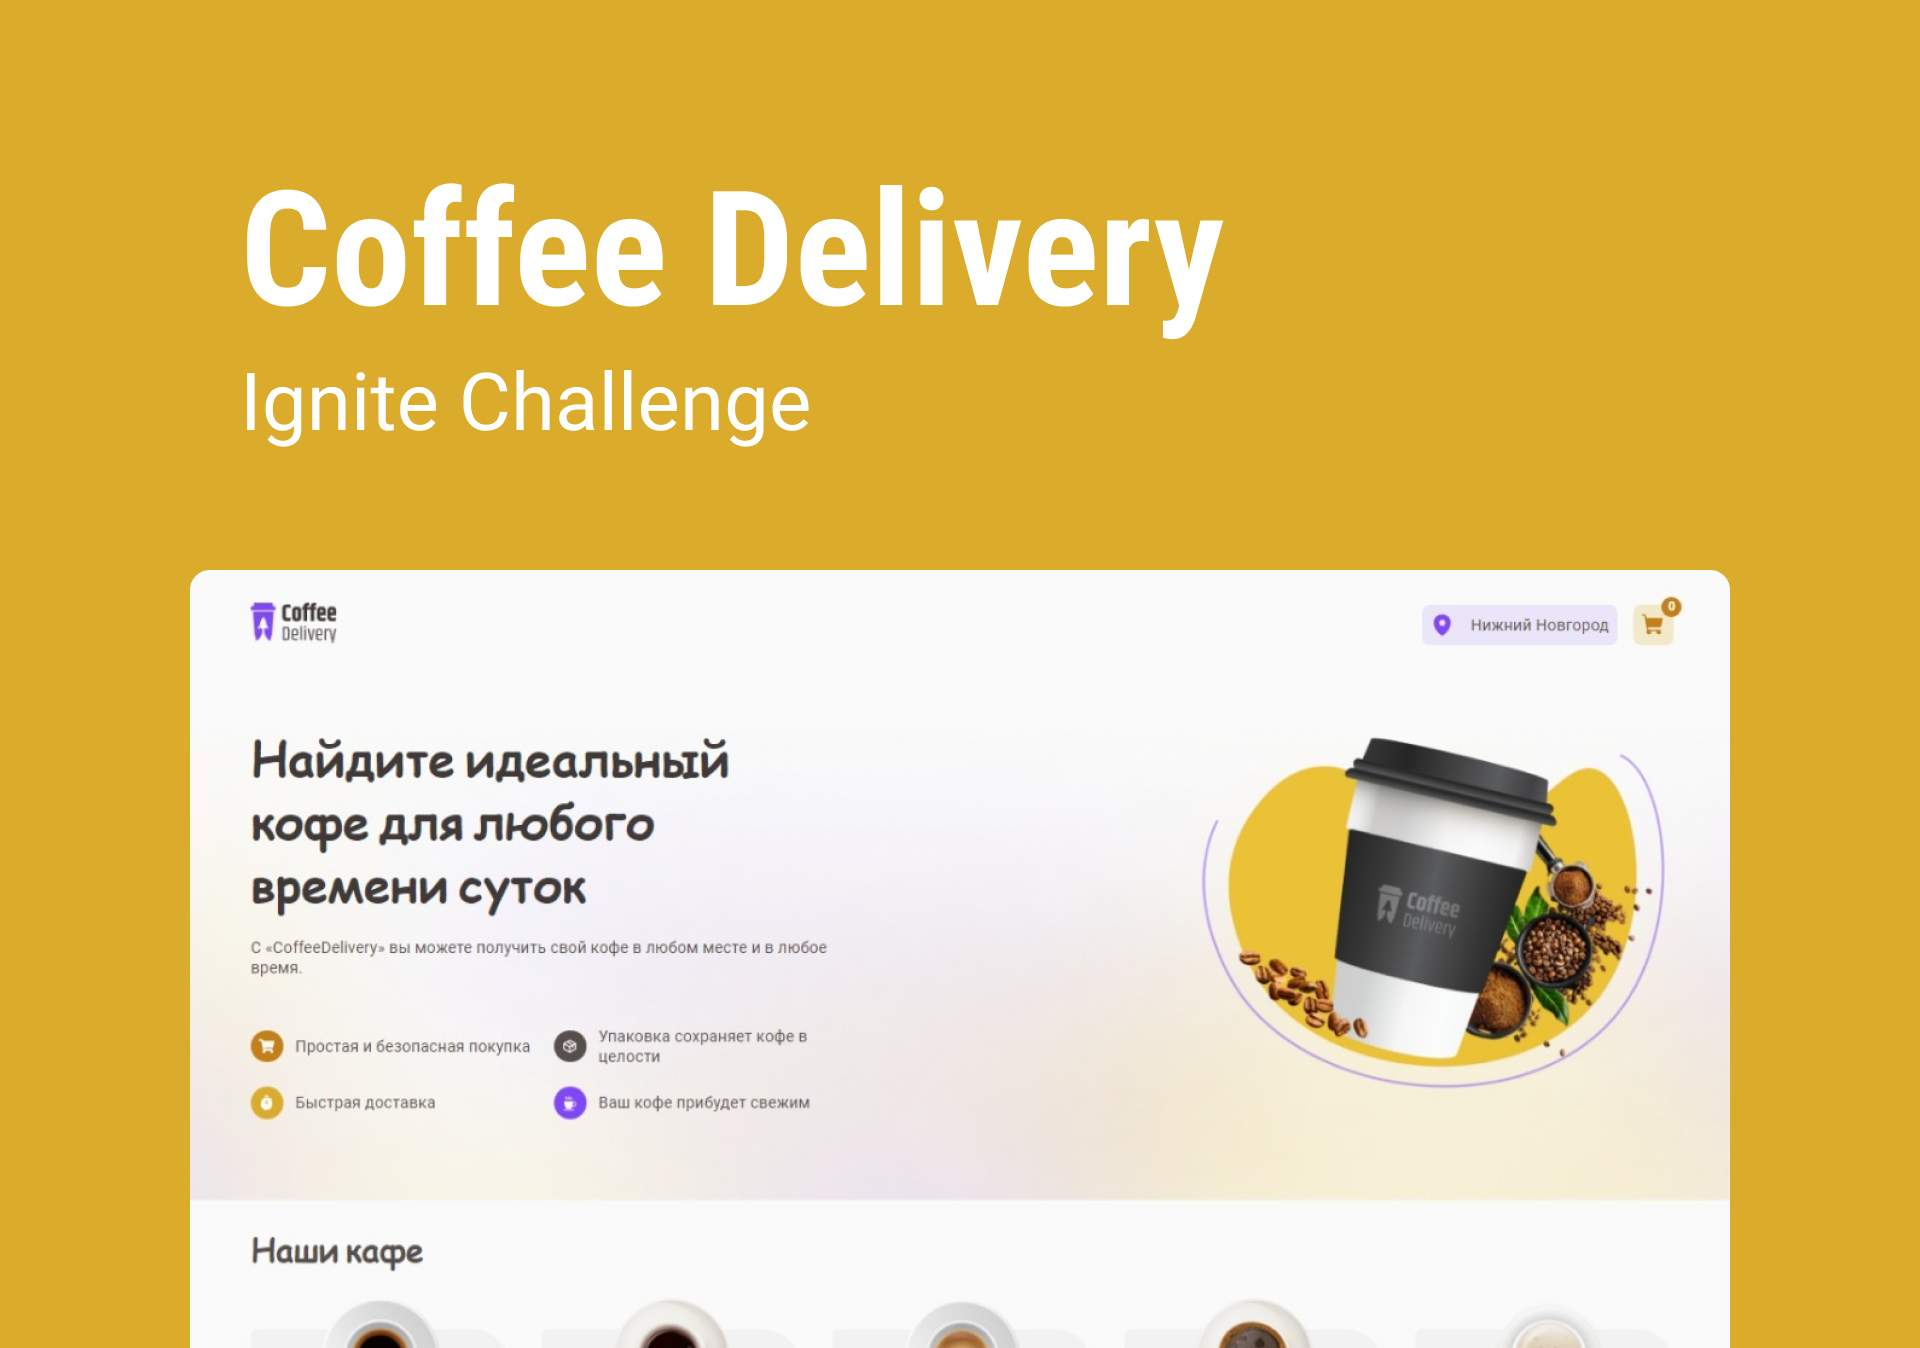 Coffee Delivery
Ignite Challenge
Coffee
Delivery
Нижний Новгород
0
Найдите идеальный
кофе для любого
времени суток
С «CoffeeDelivery» вы можете получить свой кофе в любом месте и в любое
время.
Coffee
Delivery
Простая и безопасная покупка
Упаковка сохраняет кофе в
целости
Быстрая доставка
Ваш кофе прибудет свежим
Наши кафе